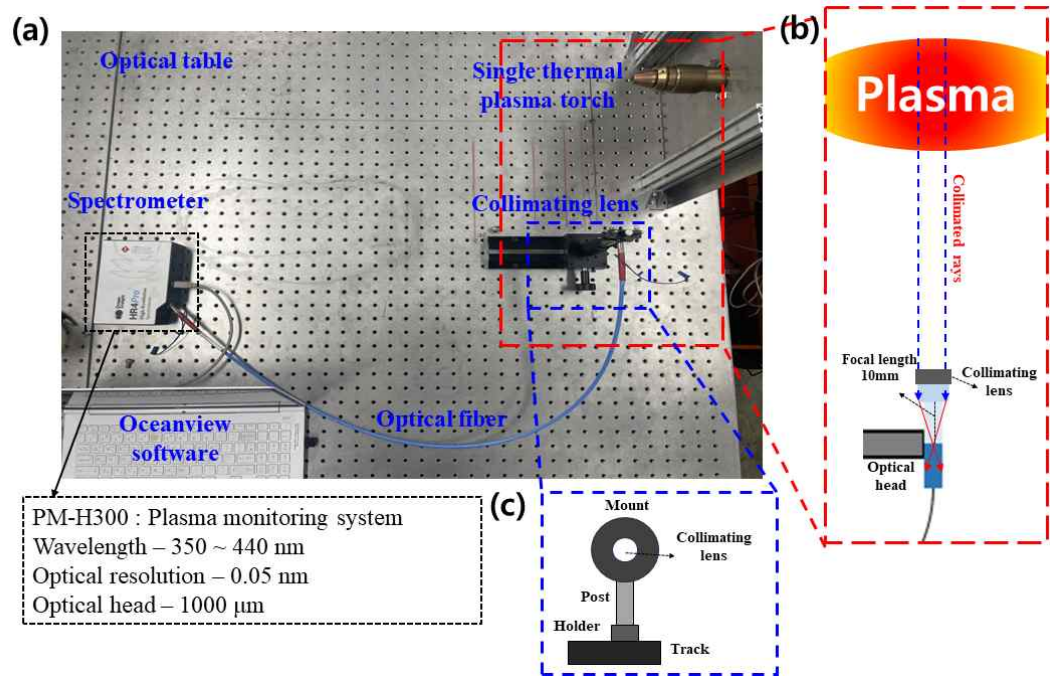 (a)
Optical table
Single thermal
plasma torch
Spectrometer
Collimating lens
HR4Pro
Optical fiber
Oceanview
software
PM-H300 : Plasma monitoring system
Wavelength – 350 ~ 440 nm
Optical resolution – 0.05 nm
Optical head – 1000 μm
(b)
Plasma
Collimated rays
Focal length
10mm
Collimating
lens
Optical
head
(c)
Mount
Collimating
lens
Post
Holder
Track